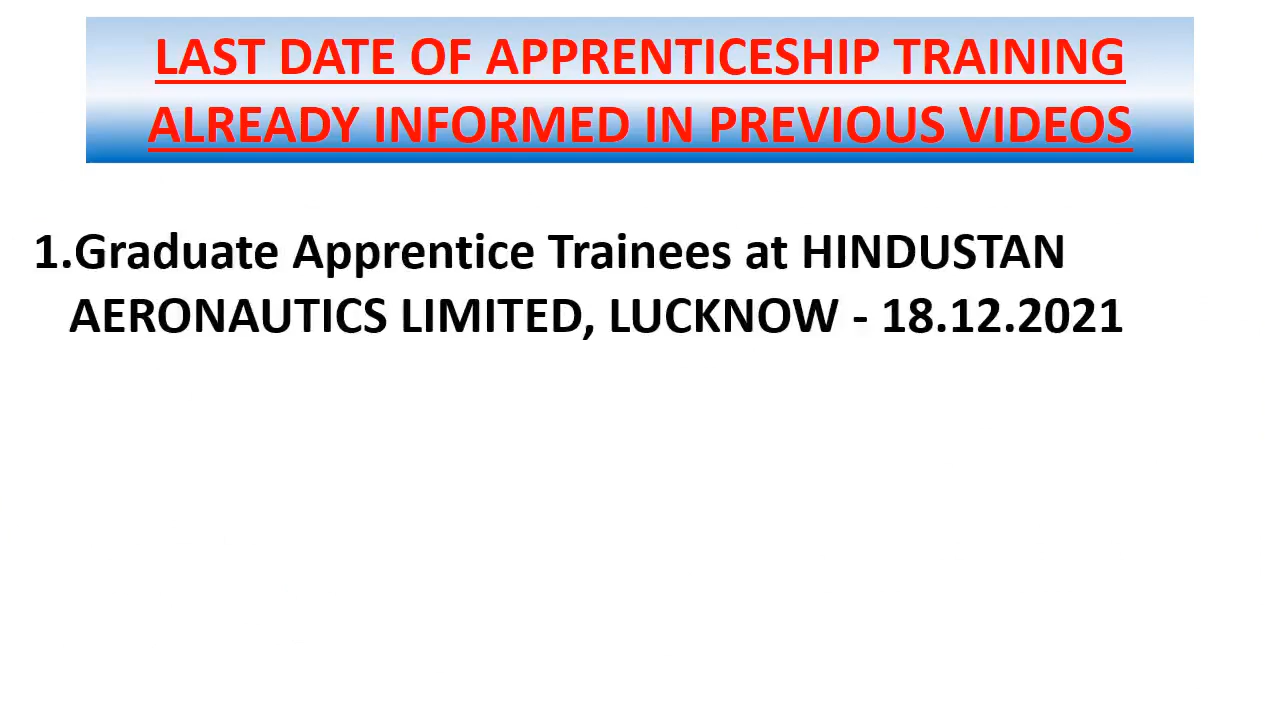 LAST DATE OF APPRENTICESHIP TRAINING
ALREADY INFORMED IN PREVIOUS VIDEOS
1.Graduate Apprentice Trainees at HINDUSTAN
AERONAUTICS LIMITED, LUCKNOW - 18.12.2021